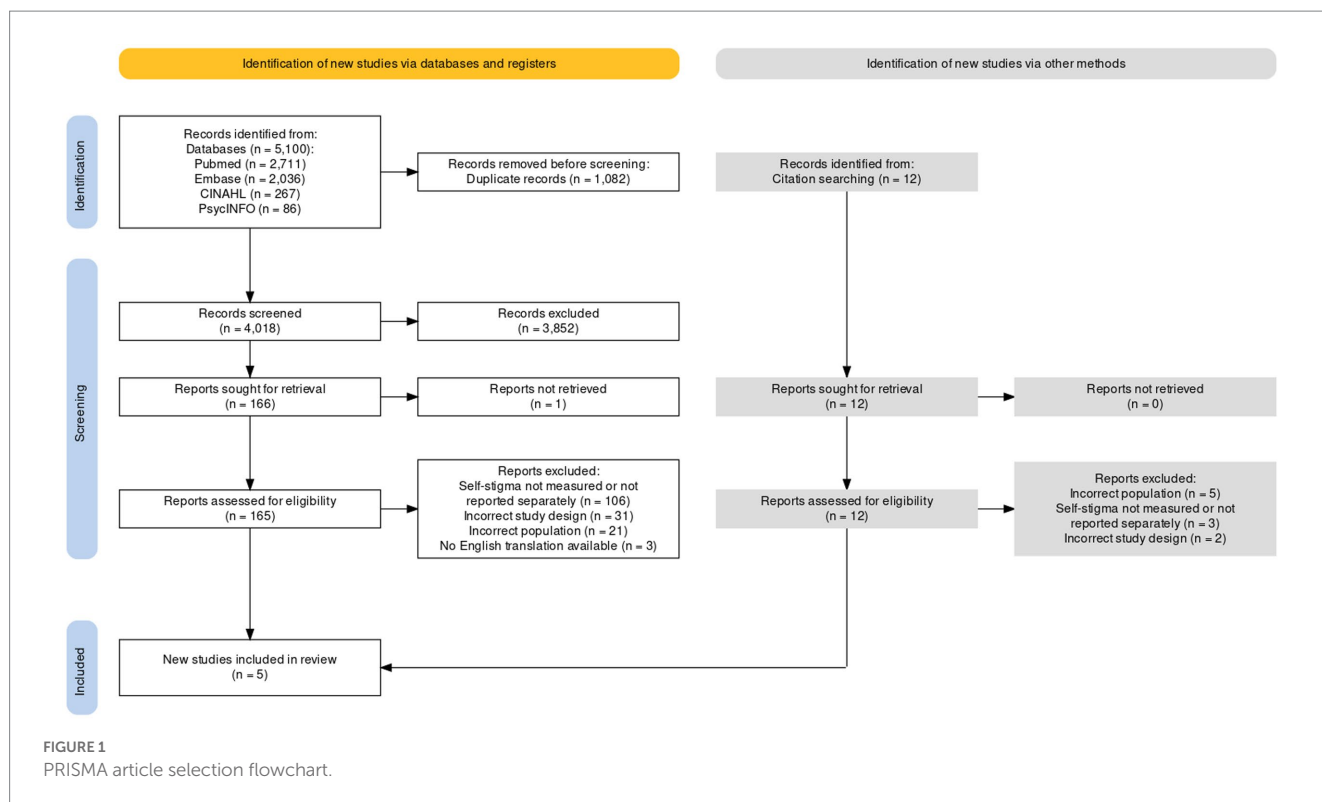 Identification of new studies via databases and registers
Identification of new studies via other methods
Identification
Records identified from:
Databases (n = 5,100):
Pubmed (n = 2,711)
Embase (n = 2,036)
CINAHL (n = 267)
PsycINFO (n = 86)
Records removed before screening:
Duplicate records (n = 1,082)
Records identified from:
Citation searching (n = 12)
Screening
Records screened
(n = 4,018)
Records excluded
(n = 3,852)
Reports sought for retrieval
(n = 166)
Reports not retrieved
(n = 1)
Reports sought for retrieval
(n = 12)
Reports not retrieved
(n = 0)
Reports assessed for eligibility
(n = 165)
Reports excluded:
Self-stigma not measured or not
reported separately (n = 106)
Incorrect study design (n = 31)
Incorrect population (n = 21)
No English translation available (n = 3)
Reports assessed for eligibility
(n = 12)
Reports excluded:
Incorrect population (n = 5)
Self-stigma not measured or not
reported separately (n = 3)
Incorrect study design (n = 2)
Included
New studies included in review
(n = 5)
FIGURE 1
PRISMA article selection flowchart.